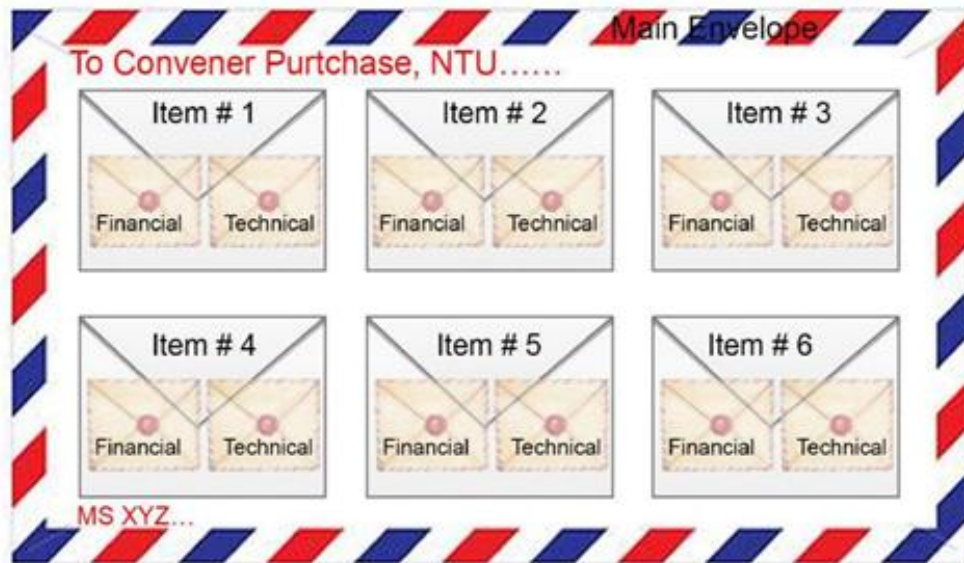 Main Envelope
To Convener Purtchase, NTU......
Item # 1
Item # 2
Item # 3
Financial
Technical
Financial
Technical
Financial
Technical
Item # 4
Item # 5
Item # 6
Financial
Technical
Financial
Technical
Financial
Technical
MS XYZ...